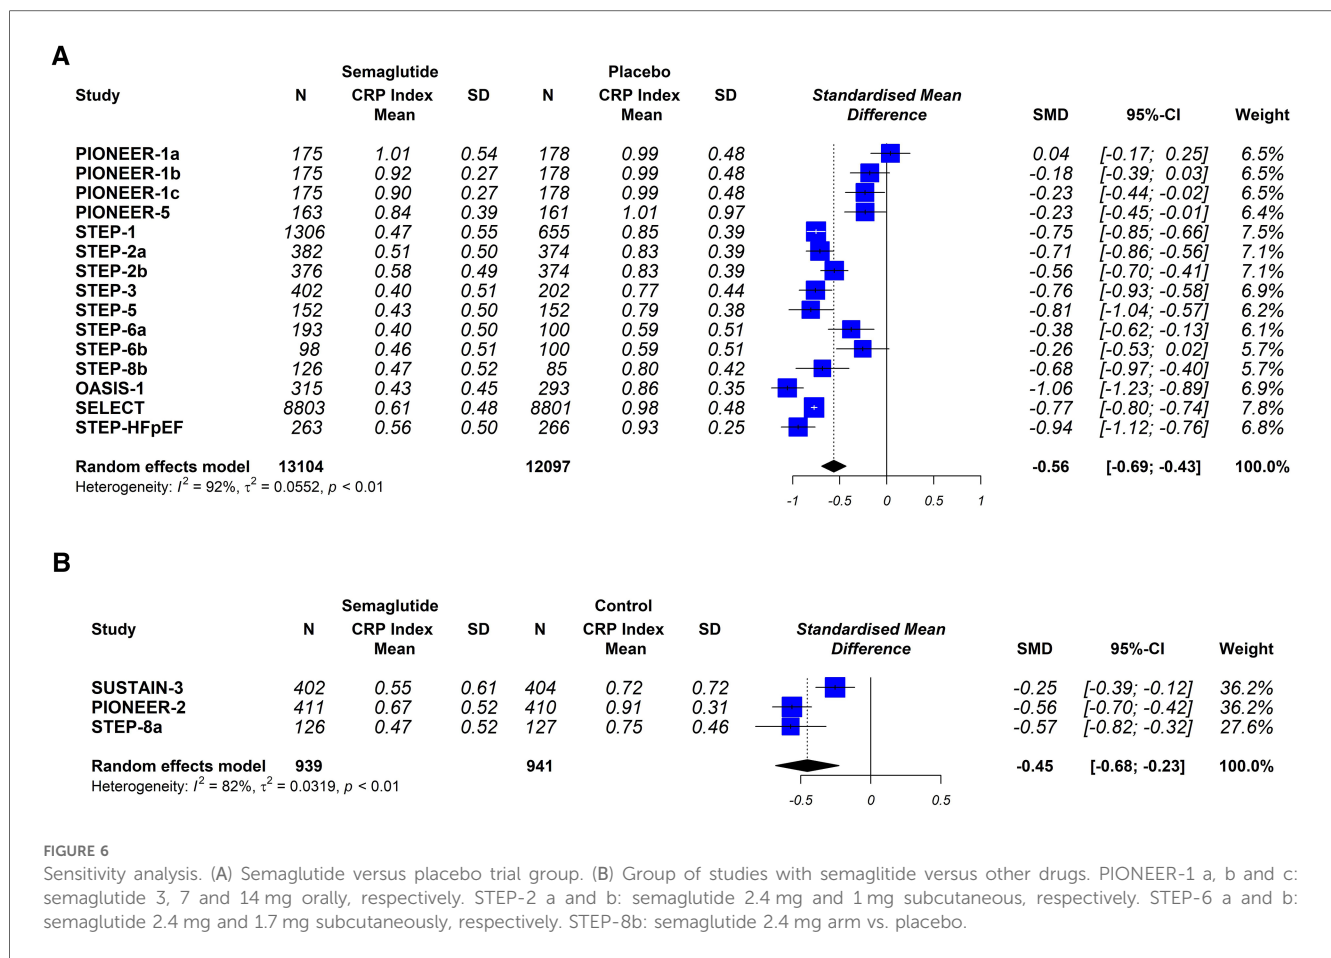 A
Semaglutide Placebo
Study N CRP Index SD N CRP Index SD Standardised Mean
Mean Mean Difference SMD 95%-CI Weight
PIONEER-1a 175 1.01 0.54 178 0.99 0.48 0.04 [-0.17; 0.25] 6.5%
PIONEER-1b 175 0.92 0.27 178 0.99 0.48 -0.18 [-0.39; 0.03] 6.5%
PIONEER-1c 175 0.90 0.27 178 0.99 0.48 -0.23 [-0.44; -0.02] 6.5%
PIONEER-5 163 0.84 0.39 161 1.01 0.97 -0.23 [-0.45; -0.01] 6.4%
STEP-1 1306 0.47 0.55 655 0.85 0.39 -0.75 [-0.85; -0.66] 7.5%
STEP-2a 382 0.51 0.50 374 0.83 0.39 -0.71 [-0.86; -0.56] 7.1%
STEP-2b 376 0.58 0.49 374 0.83 0.39 -0.56 [-0.70; -0.41] 7.1%
STEP-3 402 0.40 0.51 202 0.77 0.44 -0.76 [-0.93; -0.58] 6.9%
STEP-5 152 0.43 0.50 152 0.79 0.38 -0.81 [-1.04; -0.57] 6.2%
STEP-6a 193 0.40 0.50 100 0.59 0.51 -0.38 [-0.62; -0.13] 6.1%
STEP-6b 98 0.46 0.51 100 0.59 0.51 -0.26 [-0.53; 0.02] 5.7%
STEP-8b 126 0.47 0.52 85 0.80 0.42 -0.68 [-0.97; -0.40] 5.7%
OASIS-1 315 0.43 0.45 293 0.86 0.35 -1.06 [-1.23; -0.89] 6.9%
SELECT 8803 0.61 0.48 8801 0.98 0.48 -0.77 [-0.80; -0.74] 7.8%
STEP-HFpEF 263 0.56 0.50 266 0.93 0.25 -0.94 [-1.12; -0.76] 6.8%
Random effects model 13104 12097 -0.56 [-0.69; -0.43] 100.0%
Heterogeneity: I² = 92%, τ² = 0.0552, p < 0.01
-1 -0.5 0 0.5 1
B
Semaglutide Control
Study N CRP Index SD N CRP Index SD Standardised Mean
Mean Mean Difference SMD 95%-CI Weight
SUSTAIN-3 402 0.55 0.61 404 0.72 0.72 -0.25 [-0.39; -0.12] 36.2%
PIONEER-2 411 0.67 0.52 410 0.91 0.31 -0.56 [-0.70; -0.42] 36.2%
STEP-8a 126 0.47 0.52 127 0.75 0.46 -0.57 [-0.82; -0.32] 27.6%
Random effects model 939 941 -0.45 [-0.68; -0.23] 100.0%
Heterogeneity: I² = 82%, τ² = 0.0319, p < 0.01
-0.5 0 0.5
FIGURE 6
Sensitivity analysis. (A) Semaglutide versus placebo trial group. (B) Group of studies with semaglitide versus other drugs. PIONEER-1 a, b and c:
semaglutide 3, 7 and 14 mg orally, respectively. STEP-2 a and b: semaglutide 2.4 mg and 1 mg subcutaneous, respectively. STEP-6 a and b:
semaglutide 2.4 mg and 1.7 mg subcutaneously, respectively. STEP-8b: semaglutide 2.4 mg arm vs. placebo.